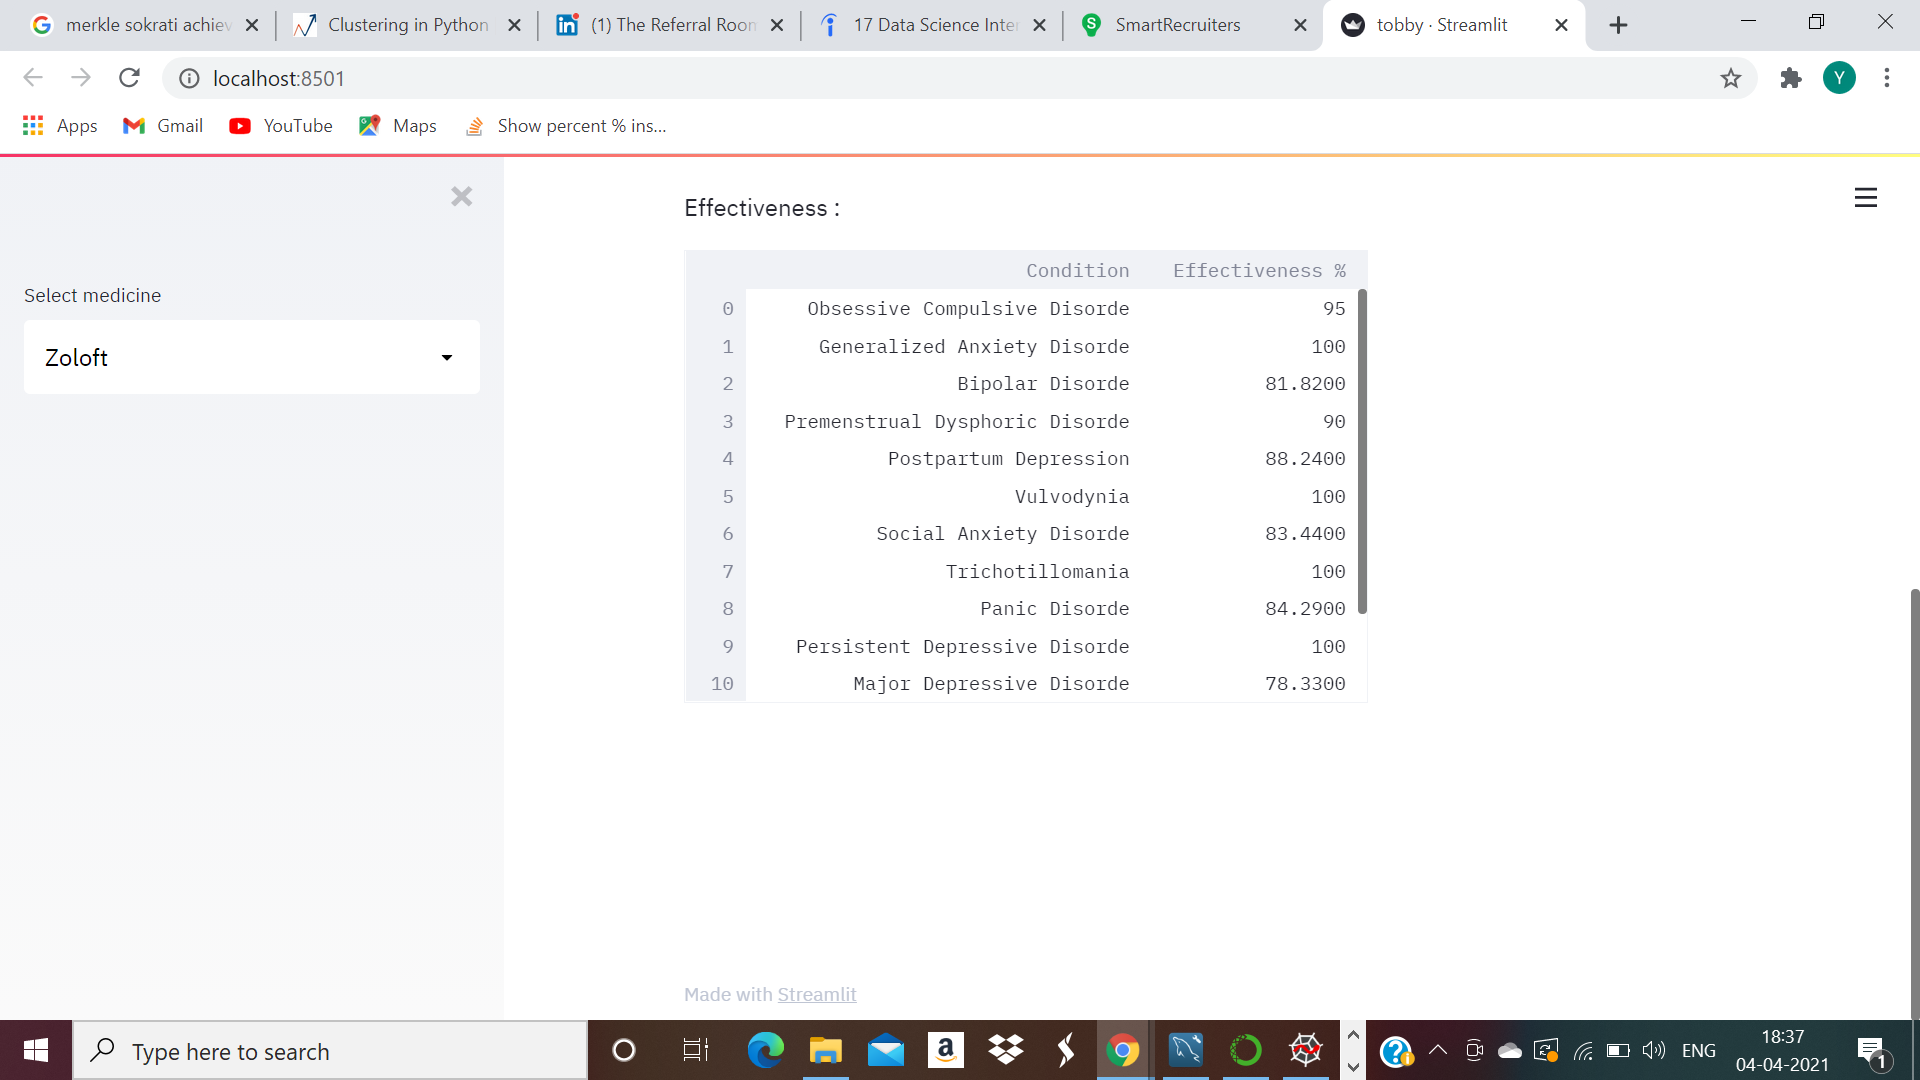 merkle sokrati achiev
Clustering in Python
(1) The Referral Room
17 Data Science Inter
SmartRecruiters
tobby · Streamlit
localhost:8501
Y
Apps
Gmail
YouTube
Maps
Show percent % ins...
Select medicine
Zoloft
Effectiveness :
Condition Effectiveness %
0 Obsessive Compulsive Disorde 95
1 Generalized Anxiety Disorde 100
2 Bipolar Disorde 81.8200
3 Premenstrual Dysphoric Disorde 90
4 Postpartum Depression 88.2400
5 Vulvodynia 100
6 Social Anxiety Disorde 83.4400
7 Trichotillomania 100
8 Panic Disorde 84.2900
9 Persistent Depressive Disorde 100
10 Major Depressive Disorde 78.3300
Made with Streamlit
Type here to search
ENG
18:37
04-04-2021
1